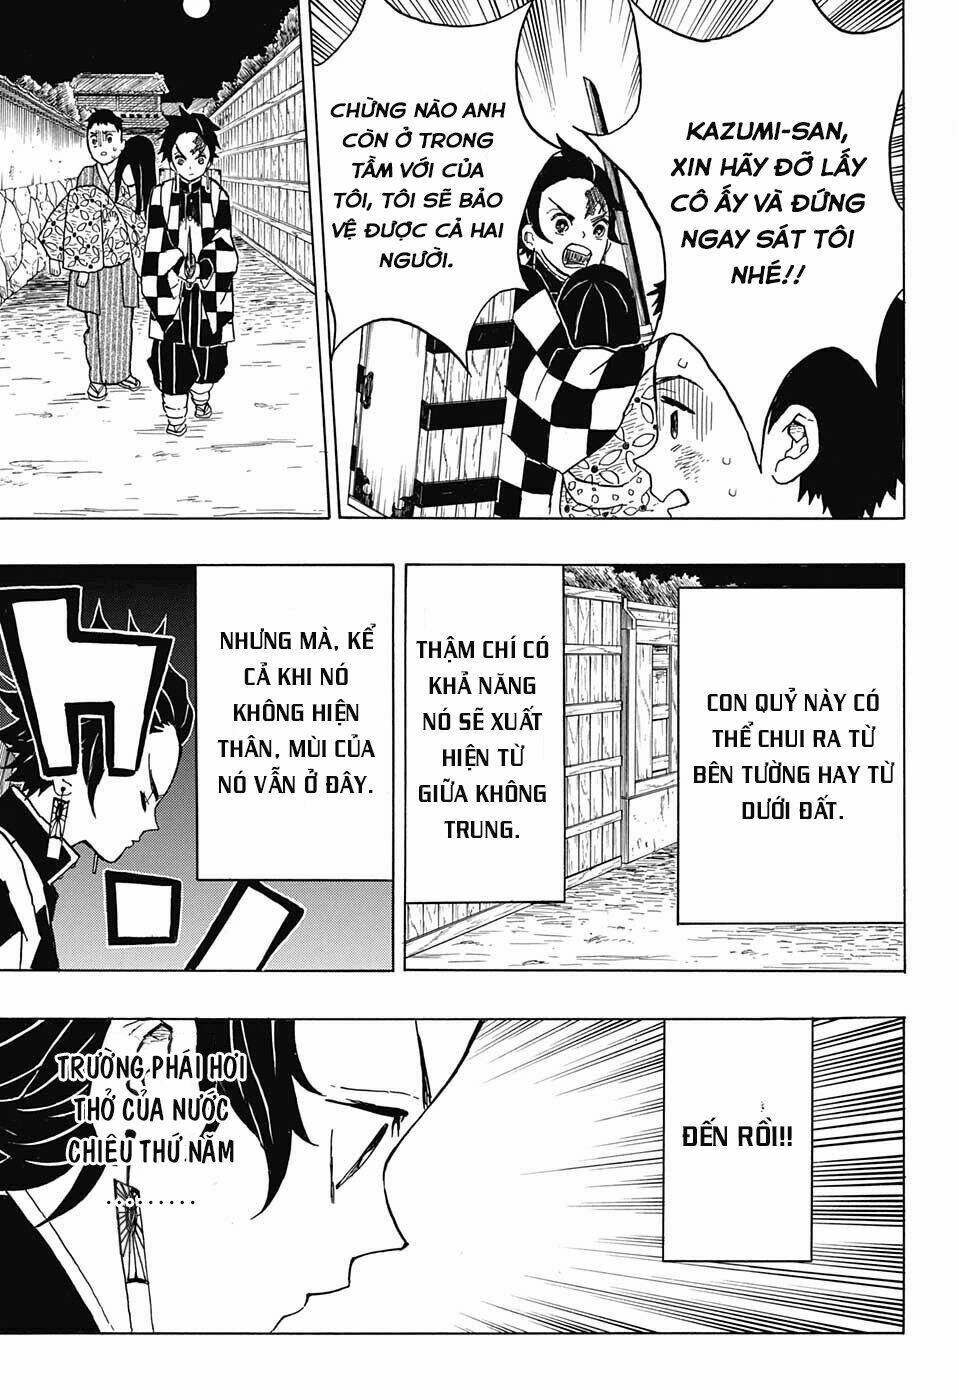 KAZUMI-SAN,
XIN HÃY ĐỠ LẤY
CÔ ẤY VÀ ĐỨNG
NGAY SÁT TÔI
NHÉ!!
CHỪNG NÀO ANH
CÒN Ở TRONG
TẦM VỚI CỦA
TÔI, TÔI SẼ BẢO
VỆ ĐƯỢC CẢ HAI
NGƯỜI.
CON QUỶ NÀY CÓ
THỂ CHUI RA TỪ
BÊN TƯỜNG HAY TỪ
DƯỚI ĐẤT.
THẬM CHÍ CÓ
KHẢ NĂNG
NÓ SẼ XUẤT
HIỆN TỪ
GIỮA KHÔNG
TRUNG.
NHƯNG MÀ, KỂ
CẢ KHI NÓ
KHÔNG HIỆN
THÂN, MÙI CỦA
NÓ VẪN Ở ĐÂY.
ĐẾN RỒI!!
TRƯỜNG PHÁI HƠI
THỞ CỦA NƯỚC
CHIÊU THỨ NĂM
.........